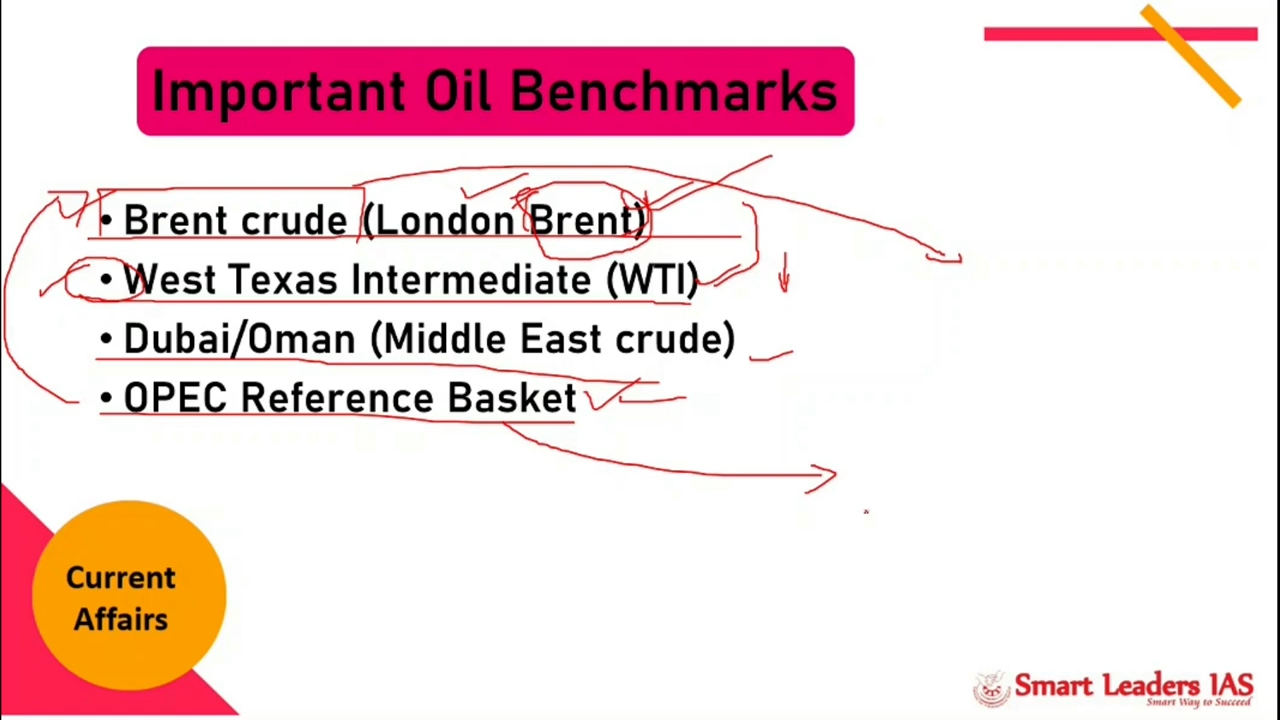 Important Oil Benchmarks
• Brent crude (London Brent)
• West Texas Intermediate (WTI)
• Dubai/Oman (Middle East crude)
• OPEC Reference Basket
Current
Affairs
Smart Leaders IAS
Smart Way to Succeed